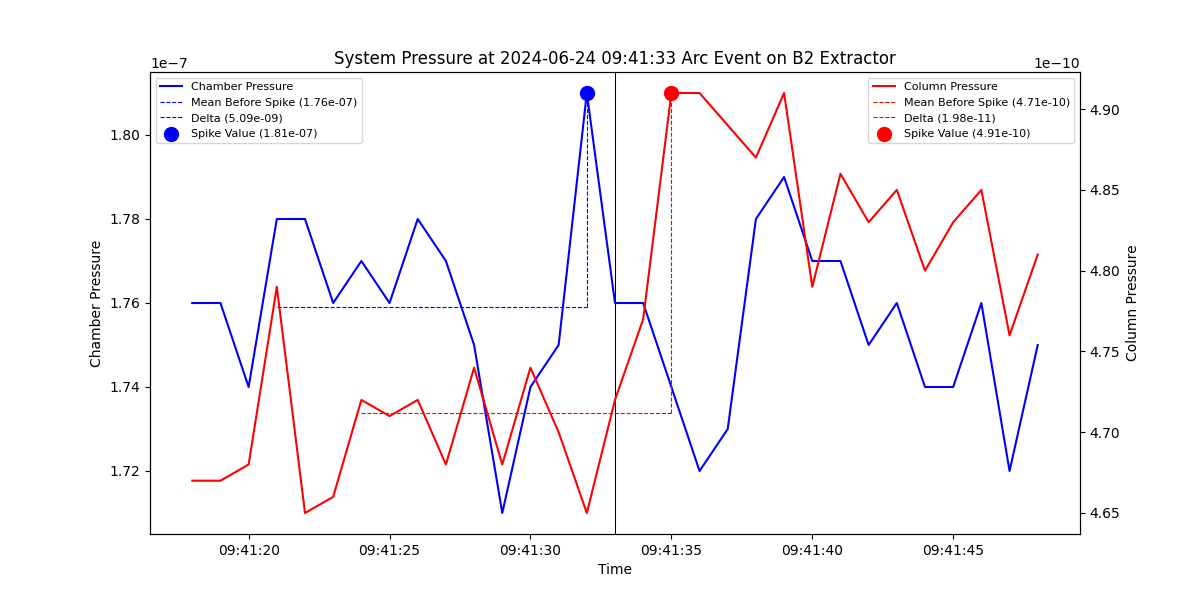 System Pressure at 2024-06-24 09:41:33 Arc Event on B2 Extractor
1e−7
1e−10
Chamber Pressure
Mean Before Spike (1.76e-07)
Delta (5.09e-09)
Spike Value (1.81e-07)
Column Pressure
Mean Before Spike (4.71e-10)
Delta (1.98e-11)
Spike Value (4.91e-10)
Chamber Pressure
1.80
1.78
1.76
1.74
1.72
4.90
4.85
4.80
4.75
4.70
4.65
Column Pressure
09:41:20
09:41:25
09:41:30
09:41:35
09:41:40
09:41:45
Time